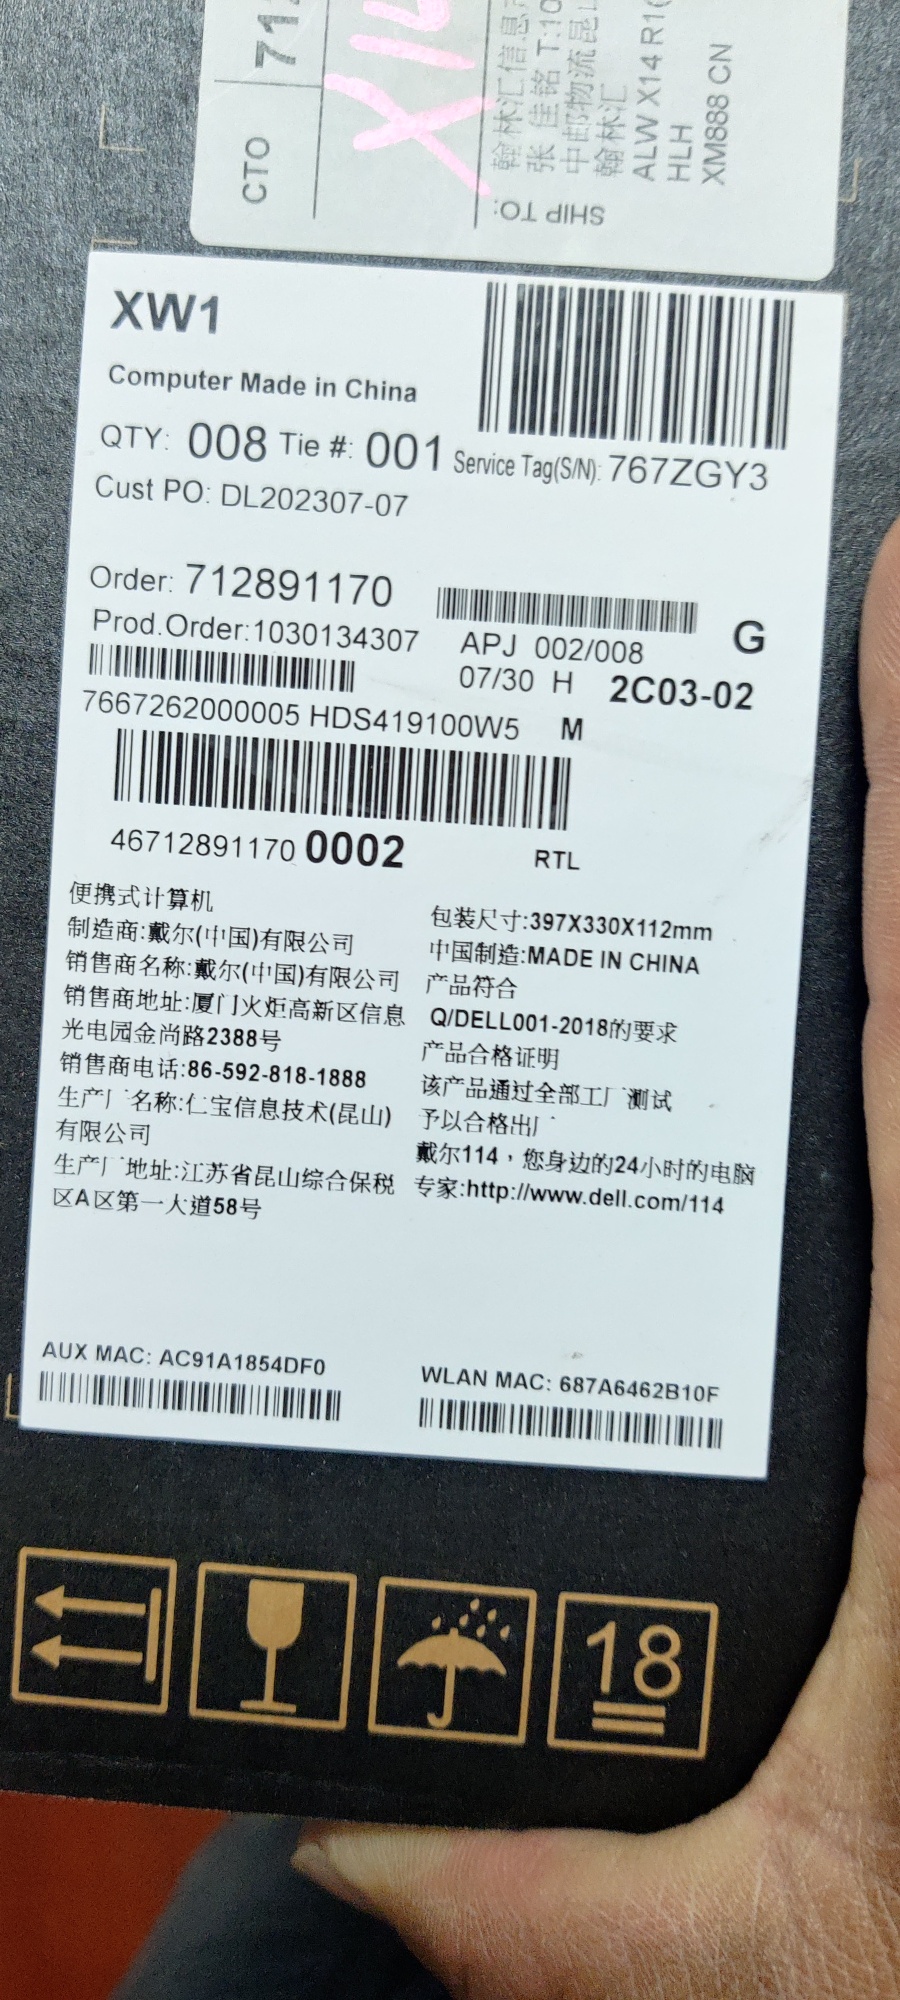 CTO
SHIP TO:
张 佳铭 T:10
翰林汇
ALW X14 R1(
HLH
XM888 CN
XW1
Computer Made in China
QTY: 008 Tie #: 001 Service Tag(S/N): 767ZGY3
Cust PO: DL202307-07
Order: 712891170
G
Prod.Order:1030134307
APJ 002/008
07/30 H 2C03-02
7667262000005 HDS419100W5 M
46712891170 0002 RTL
便携式计算机
制造商:戴尔(中国)有限公司
销售商名称:戴尔(中国)有限公司
销售商地址:厦门火炬高新区信息
光电园金尚路2388号
销售商电话:86-592-818-1888
生产厂名称:仁宝信息技术(昆山)
有限公司
生产厂地址:江苏省昆山综合保税
区A区第一大道58号
包装尺寸:397X330X112mm
中国制造:MADE IN CHINA
产品符合
Q/DELL001-2018的要求
产品合格证明
该产品通过全部工厂测试
予以合格出厂
戴尔114，您身边的24小时的电脑
专家:http://www.dell.com/114
AUX MAC: AC91A1854DF0
WLAN MAC: 687A6462B10F
18